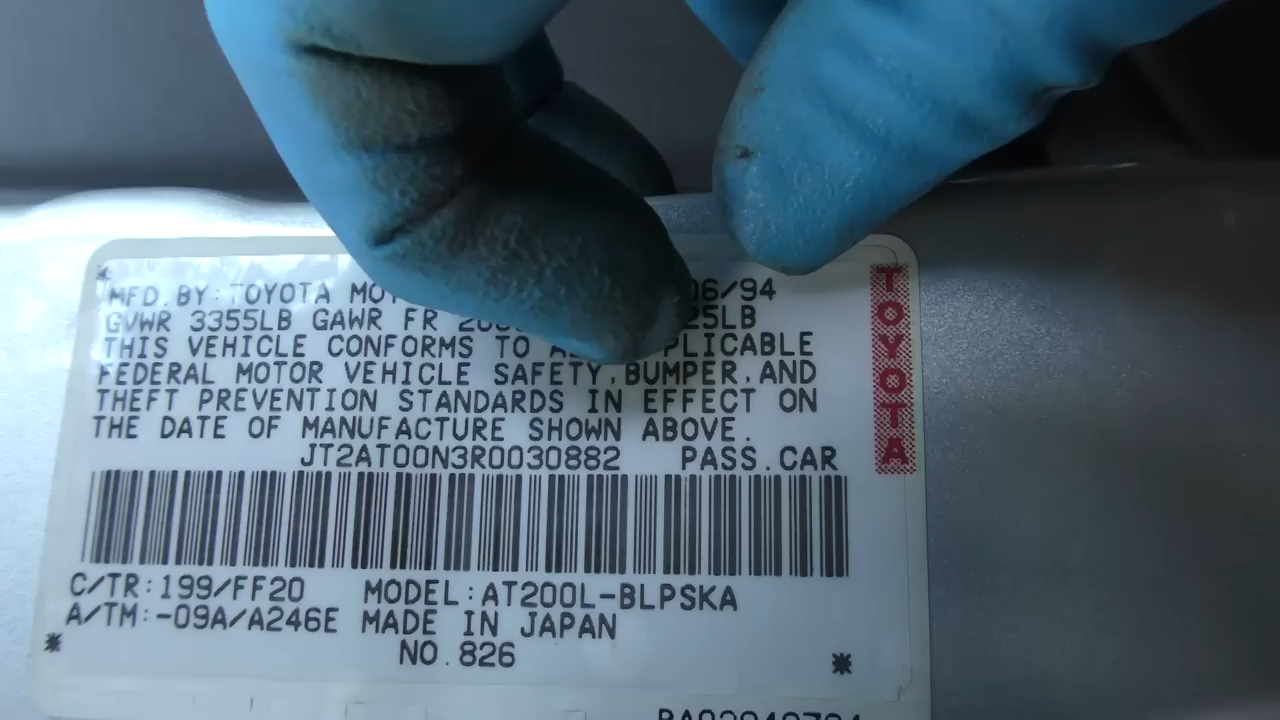 MFD.BY:TOYOTA 06/94
GVWR 3355LB GAWR FR 25LB
THIS VEHICLE CONFORMS TO APPLICABLE
FEDERAL MOTOR VEHICLE SAFETY,BUMPER,AND
THEFT PREVENTION STANDARDS IN EFFECT ON
THE DATE OF MANUFACTURE SHOWN ABOVE.
JT2AT00N3R0030882 PASS.CAR
C/TR:199/FF20 MODEL:AT200L-BLPSKA
A/TM:-09A/A246E MADE IN JAPAN
NO.826
TOYOTA